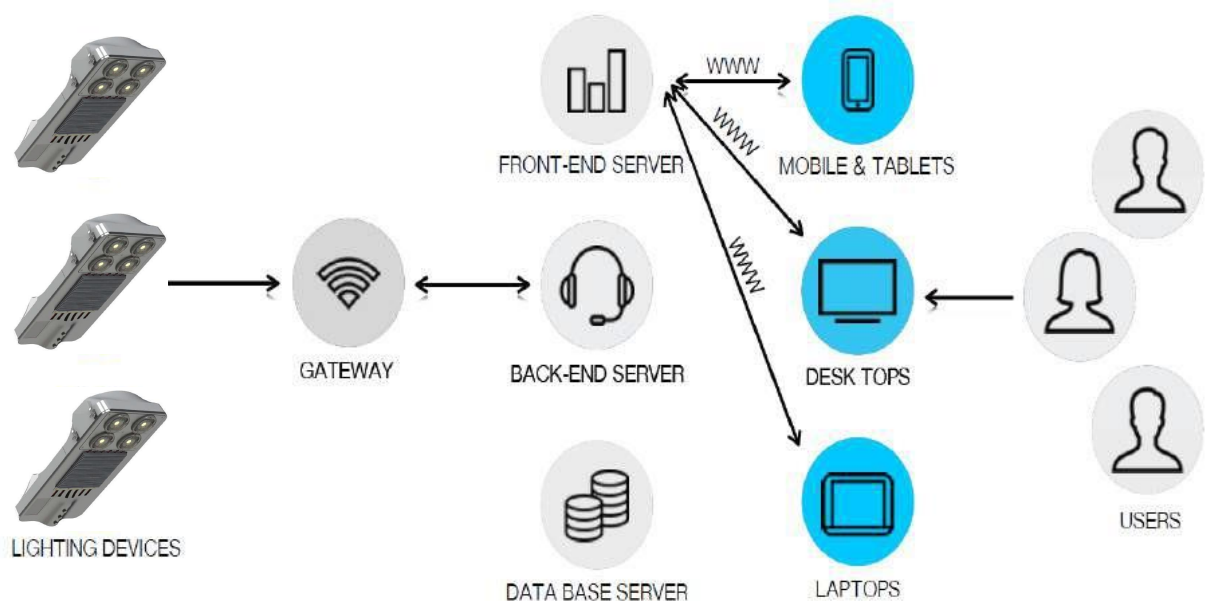 WWW
FRONT-END SERVER
MOBILE & TABLETS
WWW
WWW
GATEWAY
BACK-END SERVER
DESK TOPS
LIGHTING DEVICES
USERS
DATA BASE SERVER
LAPTOPS